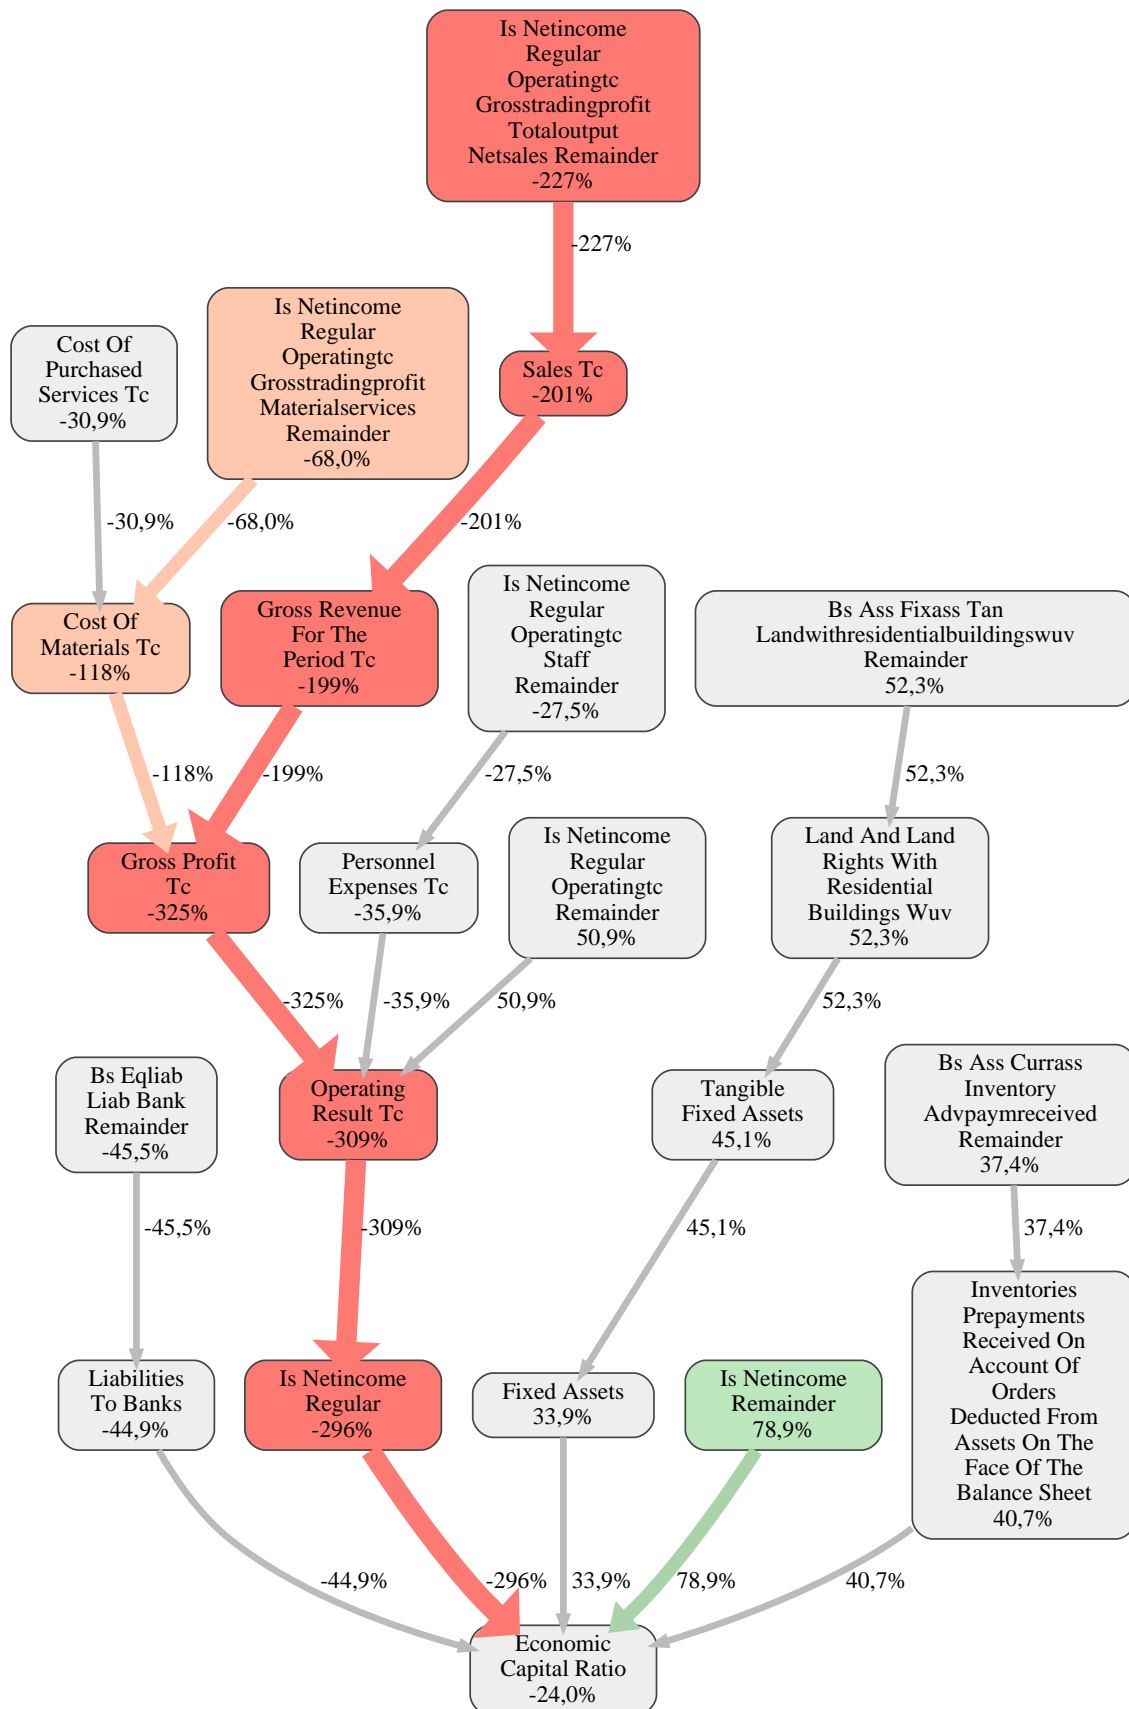 Is Netincome
Regular
Operatingtc
Grosstradingprofit
Totaloutput
Netsales Remainder
-227%
-227%
Cost Of
Purchased
Services Tc
-30,9%
Is Netincome
Regular
Operatingtc
Grosstradingprofit
Materialservices
Remainder
-68,0%
Sales Tc
-201%
-30,9%
-68,0%
-201%
Cost Of
Materials Tc
-118%
Gross Revenue
For The
Period Tc
-199%
Is Netincome
Regular
Operatingtc
Staff
Remainder
-27,5%
Bs Ass Fixass Tan
Landwithresidentialbuildingswuv
Remainder
52,3%
-118%
-199%
-27,5%
52,3%
Gross Profit
Tc
-325%
Personnel
Expenses Tc
-35,9%
Is Netincome
Regular
Operatingtc
Remainder
50,9%
Land And Land
Rights With
Residential
Buildings Wuv
52,3%
-325%
-35,9%
50,9%
52,3%
Bs Eqliab
Liab Bank
Remainder
-45,5%
Operating
Result Tc
-309%
Tangible
Fixed Assets
45,1%
Bs Ass Currass
Inventory
Advpaymreceived
Remainder
37,4%
-45,5%
-309%
45,1%
37,4%
Liabilities
To Banks
-44,9%
Is Netincome
Regular
-296%
Fixed Assets
33,9%
Is Netincome
Remainder
78,9%
Inventories
Prepayments
Received On
Account Of
Orders
Deducted From
Assets On The
Face Of The
Balance Sheet
40,7%
-44,9%
-296%
33,9%
78,9%
40,7%
Economic
Capital Ratio
-24,0%